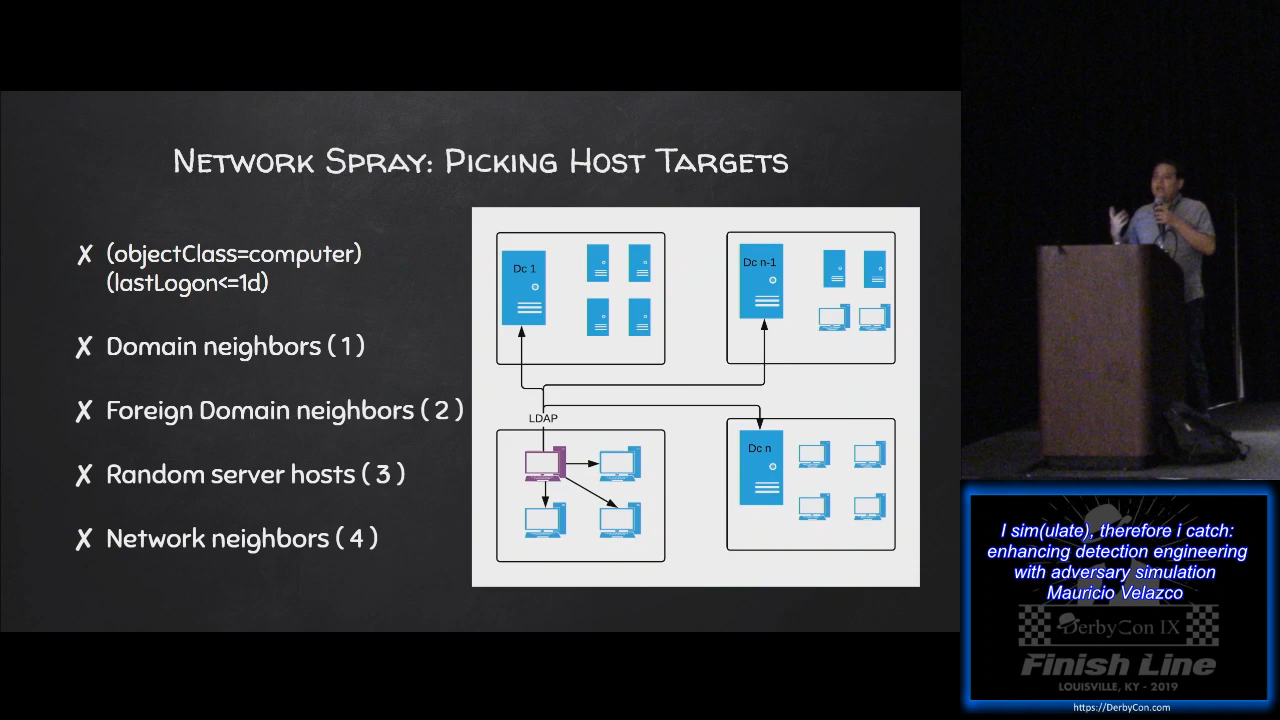 Network Spray: Picking Host Targets
✗ (objectClass=computer)
(lastLogon<=1d)
✗ Domain neighbors ( 1 )
✗ Foreign Domain neighbors ( 2 )
✗ Random server hosts ( 3 )
✗ Network neighbors ( 4 )
Dc 1
Dc n-1
LDAP
Dc n
I sim(ulate), therefore i catch:
enhancing detection engineering
with adversary simulation
Mauricio Velazco
DerbyCon IX
Finish Line
LOUISVILLE, KY - 2019
https://DerbyCon.com